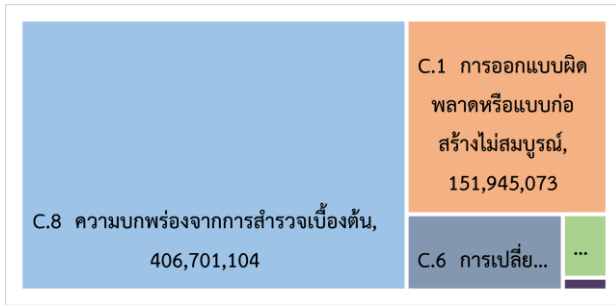 C.1 การออกแบบผิด
พลาดหรือแบบก่อ
สร้างไม่สมบูรณ์,
151,945,073
C.8 ความบกพร่องจากการสำรวจเบื้องต้น,
406,701,104
C.6 การเปลี่ย...
...